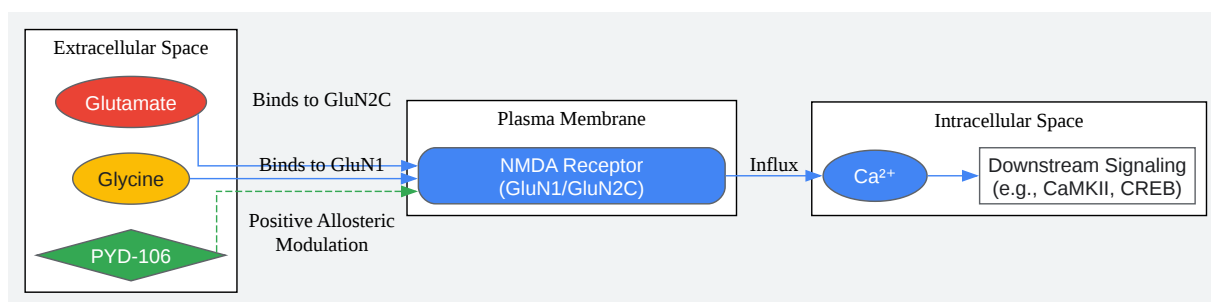 Extracellular Space
Glutamate
Glycine
PYD-106
Binds to GluN2C
Binds to GluN1
Positive Allosteric
Modulation
Plasma Membrane
NMDA Receptor
(GluN1/GluN2C)
Influx
Intracellular Space
Ca²⁺
Downstream Signaling
(e.g., CaMKII, CREB)